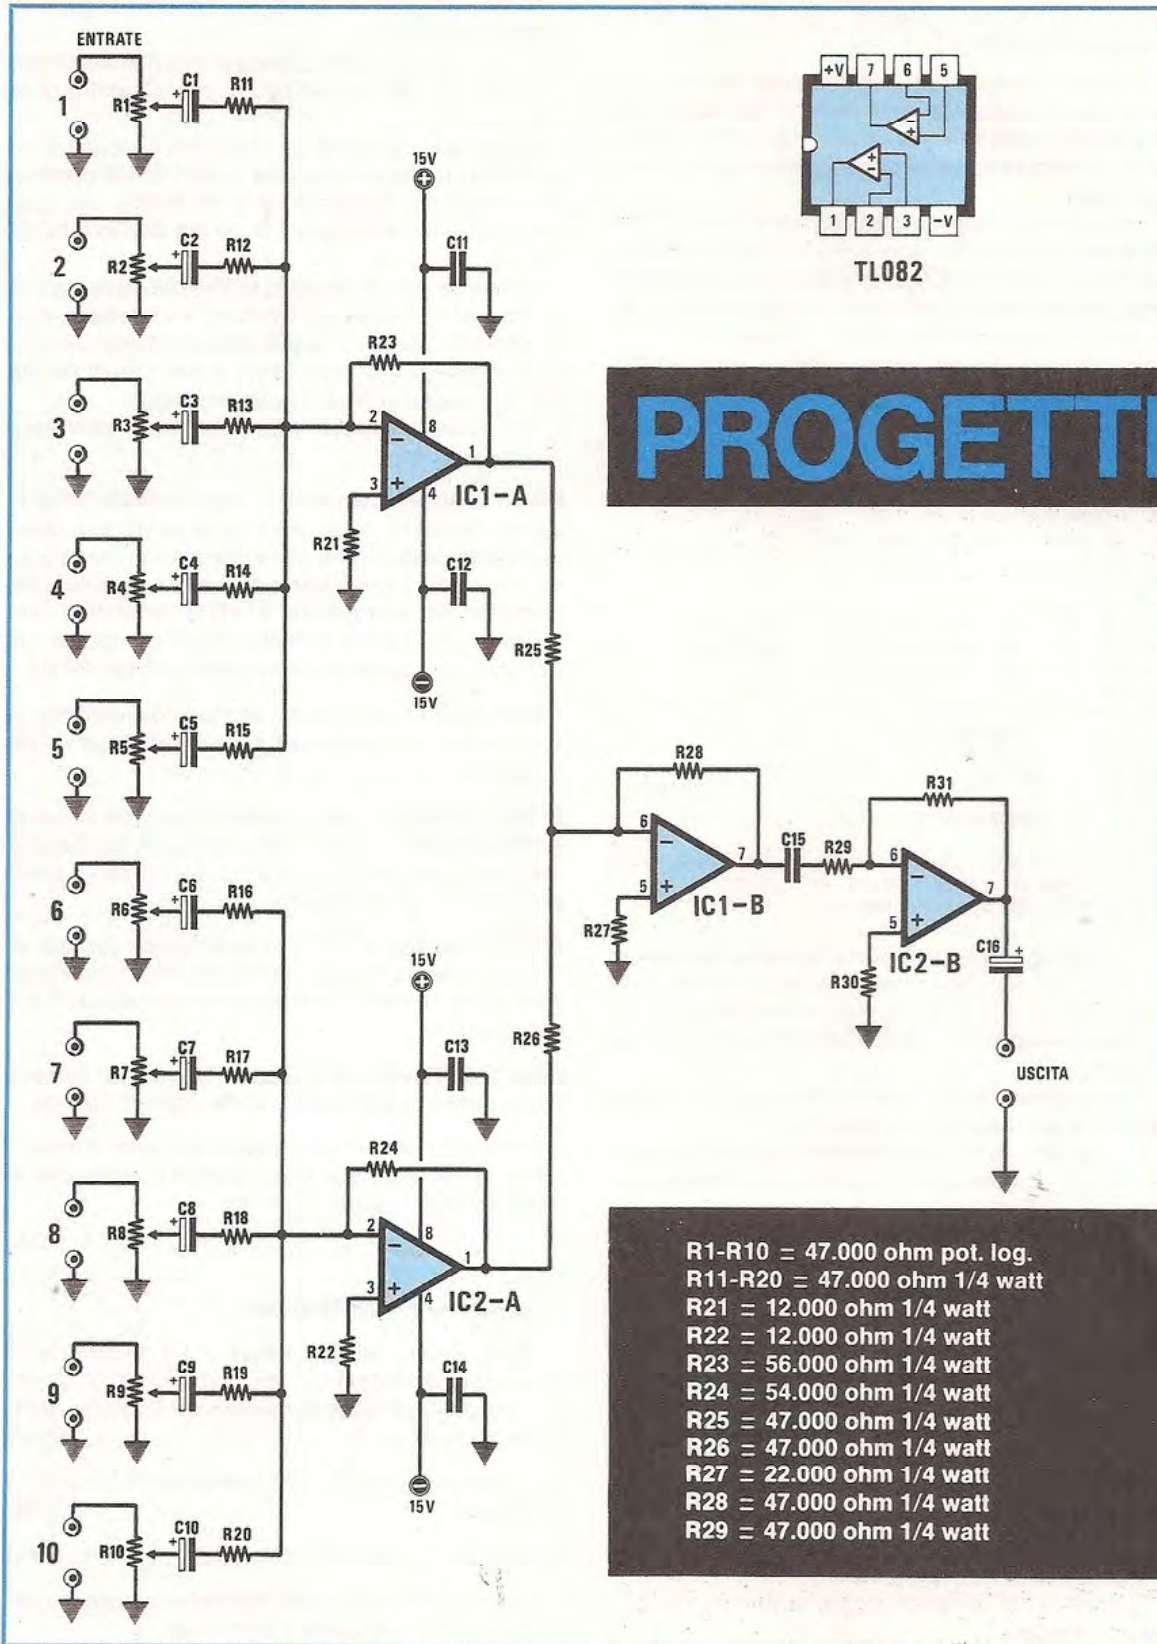 ENTRATE
1
R1
+
C1
R11
2
R2
+
C2
R12
3
R3
+
C3
R13
4
R4
+
C4
R14
5
R5
+
C5
R15
6
R6
+
C6
R16
7
R7
+
C7
R17
8
R8
+
C8
R18
9
R9
+
C9
R19
10
R10
+
C10
R20
15V
C11
R23
2
8
1
3
4
IC1-A
R21
C12
15V
R25
15V
C13
R24
2
8
1
3
4
IC2-A
R22
C14
15V
R26
R28
6
7
5
IC1-B
R27
C15
R29
R31
6
7
5
IC2-B
R30
C16
+
USCITA
+V 7 6 5
1 2 3 -V
TL082
PROGETTI
R1-R10 = 47.000 ohm pot. log.
R11-R20 = 47.000 ohm 1/4 watt
R21 = 12.000 ohm 1/4 watt
R22 = 12.000 ohm 1/4 watt
R23 = 56.000 ohm 1/4 watt
R24 = 54.000 ohm 1/4 watt
R25 = 47.000 ohm 1/4 watt
R26 = 47.000 ohm 1/4 watt
R27 = 22.000 ohm 1/4 watt
R28 = 47.000 ohm 1/4 watt
R29 = 47.000 ohm 1/4 watt